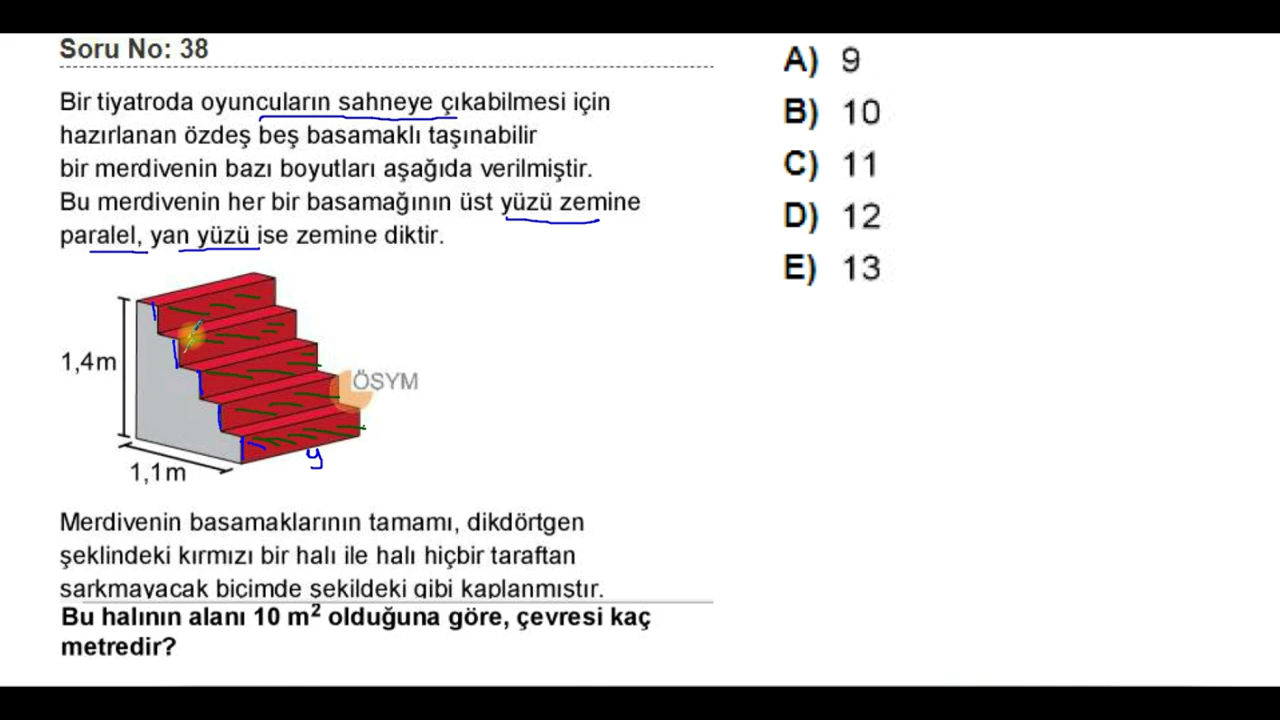 Soru No: 38
Bir tiyatroda oyuncuların sahneye çıkabilmesi için
hazırlanan özdeş beş basamaklı taşınabilir
bir merdivenin bazı boyutları aşağıda verilmiştir.
Bu merdivenin her bir basamağının üst yüzü zemine
paralel, yan yüzü ise zemine diktir.
1,4m
ÖSYM
y
1,1m
Merdivenin basamaklarının tamamı, dikdörtgen
şeklindeki kırmızı bir halı ile halı hiçbir taraftan
sarkmayacak biçimde şekildeki gibi kaplanmıştır.
Bu halının alanı 10 m² olduğuna göre, çevresi kaç
metredir?
A) 9
B) 10
C) 11
D) 12
E) 13